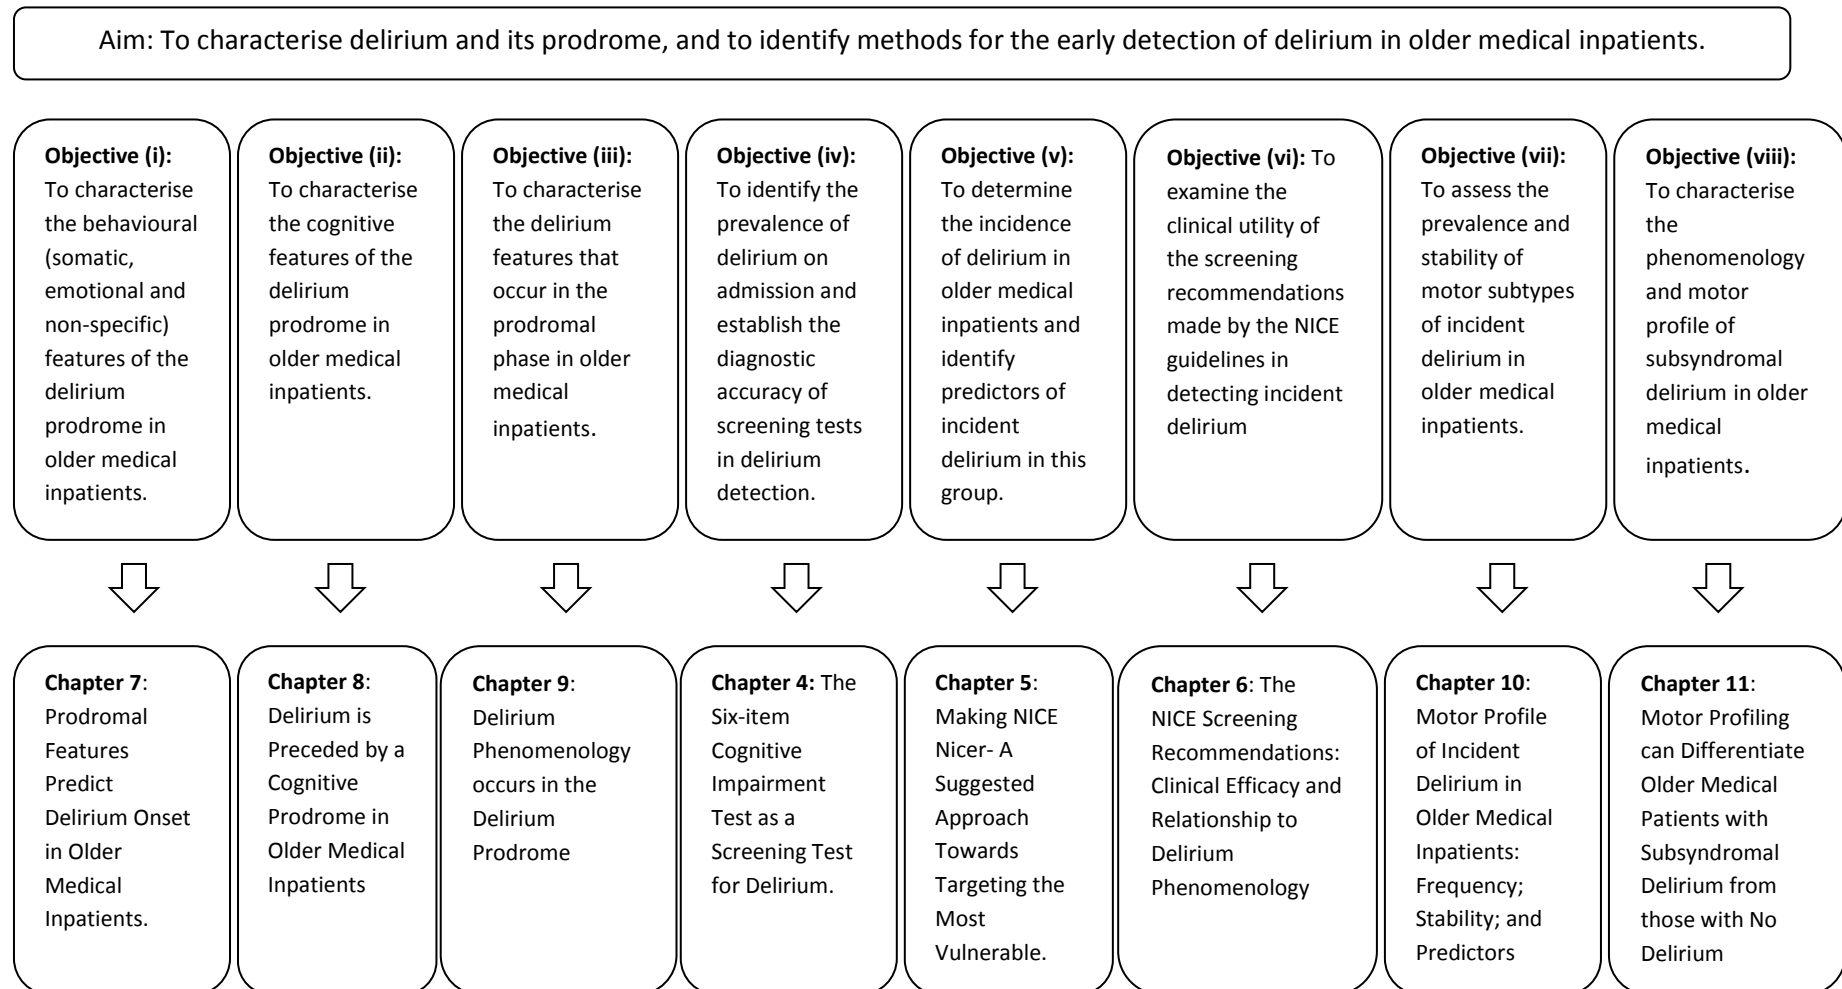 Aim: To characterise delirium and its prodrome, and to identify methods for the early detection of delirium in older medical inpatients.
Objective (i):
To characterise
the behavioural
(somatic,
emotional and
non-specific)
features of the
delirium
prodrome in
older medical
inpatients.
Objective (ii):
To characterise
the cognitive
features of the
delirium
prodrome in
older medical
inpatients.
Objective (iii):
To characterise
the delirium
features that
occur in the
prodromal
phase in older
medical
inpatients.
Objective (iv):
To identify the
prevalence of
delirium on
admission and
establish the
diagnostic
accuracy of
screening tests
in delirium
detection.
Objective (v):
To determine
the incidence
of delirium in
older medical
inpatients and
identify
predictors of
incident
delirium in this
group.
Objective (vi): To
examine the
clinical utility of
the screening
recommendations
made by the NICE
guidelines in
detecting incident
delirium
Objective (vii):
To assess the
prevalence and
stability of
motor subtypes
of incident
delirium in
older medical
inpatients.
Objective (viii):
To characterise
the
phenomenology
and motor
profile of
subsyndromal
delirium in older
medical
inpatients.
Chapter 7:
Prodromal
Features
Predict
Delirium Onset
in Older
Medical
Inpatients.
Chapter 8:
Delirium is
Preceded by a
Cognitive
Prodrome in
Older Medical
Inpatients
Chapter 9:
Delirium
Phenomenology
occurs in the
Delirium
Prodrome
Chapter 4: The
Six-item
Cognitive
Impairment
Test as a
Screening Test
for Delirium.
Chapter 5:
Making NICE
Nicer- A
Suggested
Approach
Towards
Targeting the
Most
Vulnerable.
Chapter 6: The
NICE Screening
Recommendations:
Clinical Efficacy and
Relationship to
Delirium
Phenomenology
Chapter 10:
Motor Profile
of Incident
Delirium in
Older Medical
Inpatients:
Frequency;
Stability; and
Predictors
Chapter 11:
Motor Profiling
can Differentiate
Older Medical
Patients with
Subsyndromal
Delirium from
those with No
Delirium